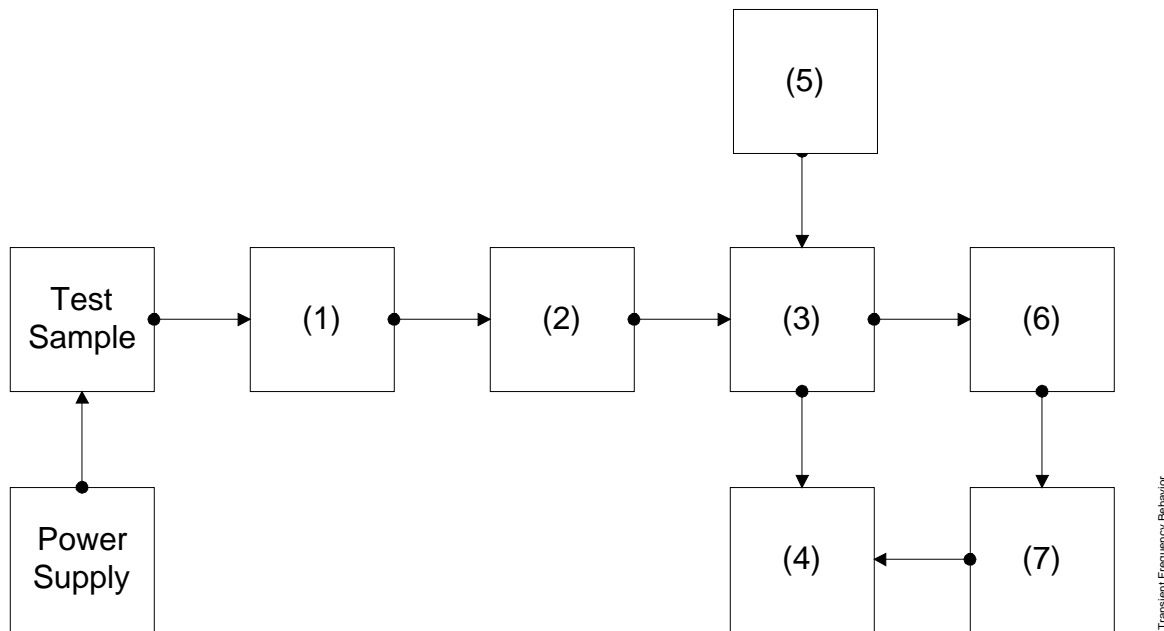 (5)
Test
Sample
(1)
(2)
(3)
(6)
Power
Supply
(4)
(7)
Transient Frequency Behavior